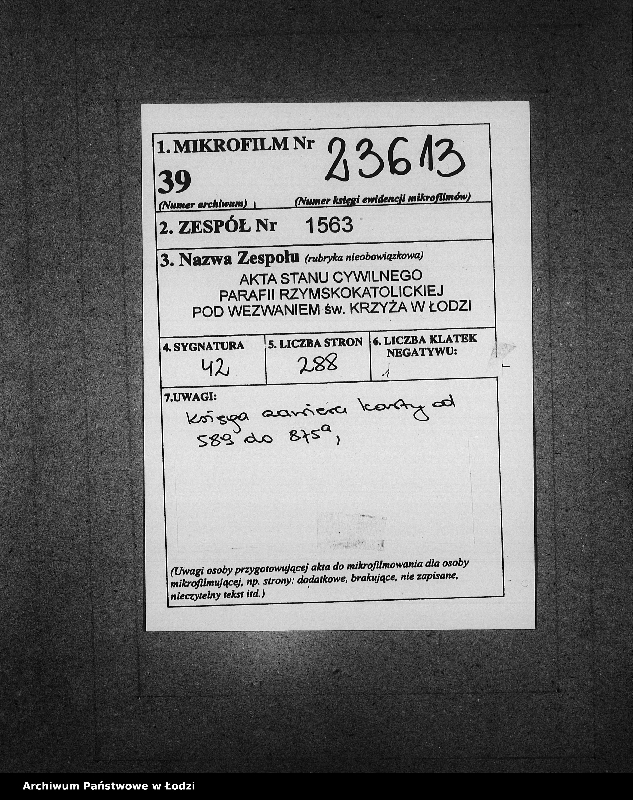 1. MIKROFILM Nr 23613
39
(Numer archiwum) (Numer księgi ewidencji mikrofilmów)
2. ZESPÓŁ Nr 1563
3. Nazwa Zespołu (rubryka nieobowiązkowa)
AKTA STANU CYWILNEGO
PARAFII RZYMSKOKATOLICKIEJ
POD WEZWANIEM św. KRZYŻA W ŁODZI
4. SYGNATURA
42
5. LICZBA STRON
288
6. LICZBA KLATEK
NEGATYWU:
7.UWAGI:
Księga zawiera karty od
589 do 875a,
(Uwagi osoby przygotowującej akta do mikrofilmowania dla osoby
mikrofilmującej, np. strony: dodatkowe, brakujące, nie zapisane,
nieczytelny tekst itd.)
Archiwum Państwowe w Łodzi